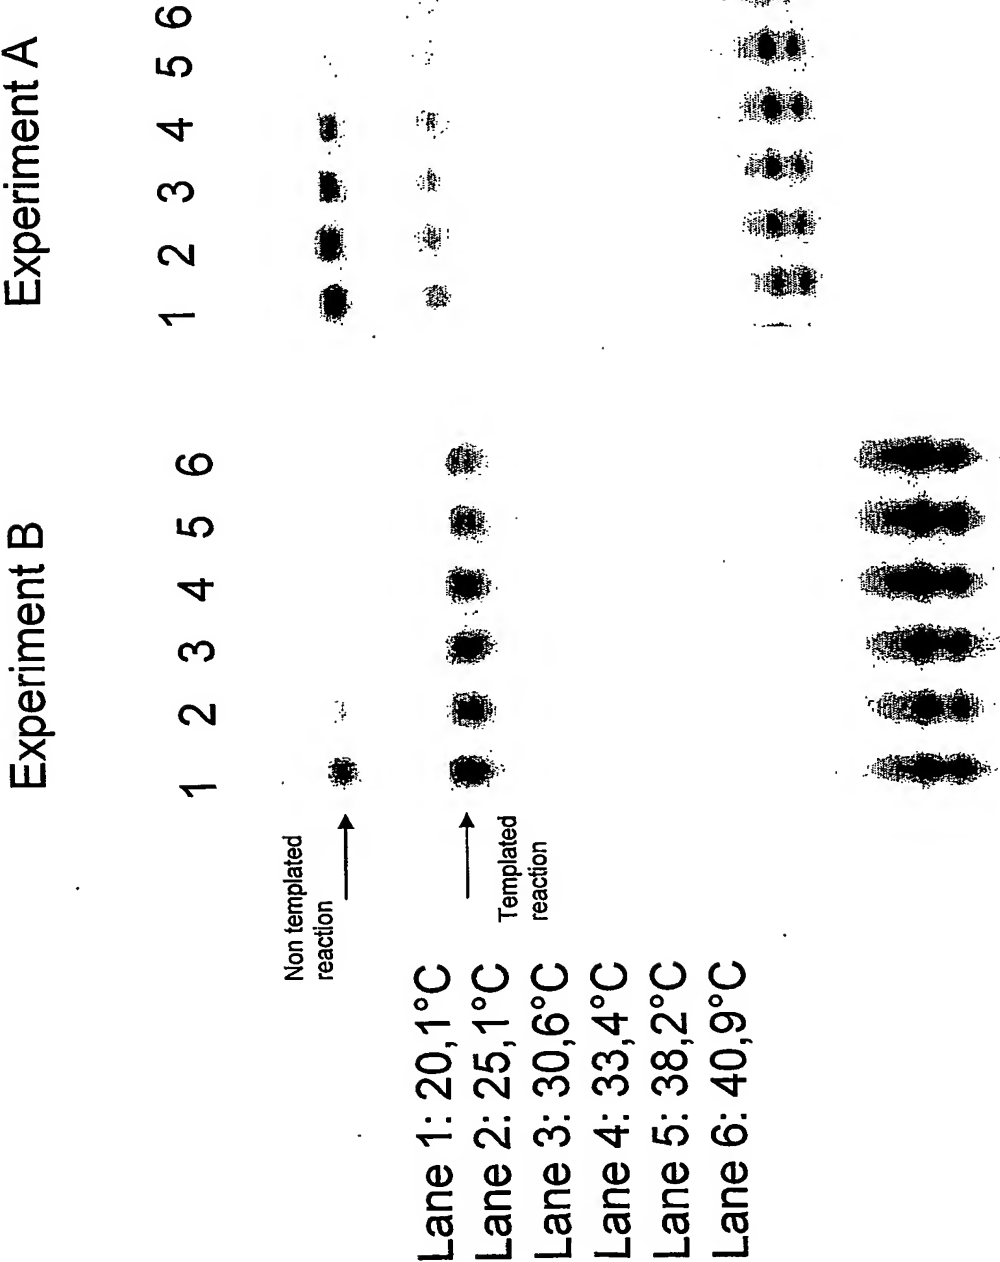 Experiment B
Experiment A
1 2 3 4 5 6
1 2 3 4 5 6
Non templated
reaction
Templated
reaction
Lane 1: 20,1°C
Lane 2: 25,1°C
Lane 3: 30,6°C
Lane 4: 33,4°C
Lane 5: 38,2°C
Lane 6: 40,9°C